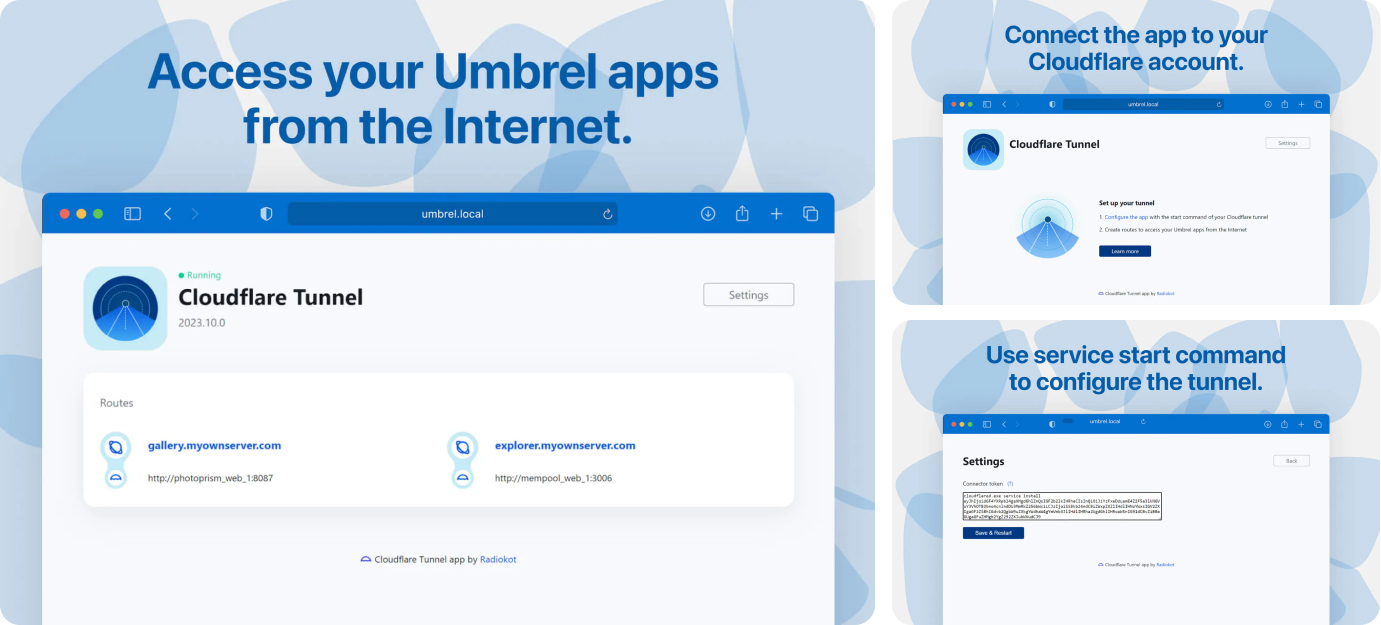 Access your Umbrel apps
from the Internet.
umbrel.local
Running
Cloudflare Tunnel
2023.10.0
Settings
Routes
gallery.myownserver.com
http://photoprism_web_1:8087
explorer.myownserver.com
http://mempool_web_1:3006
Cloudflare Tunnel app by Radiokot
Connect the app to your
Cloudflare account.
umbrel.local
Cloudflare Tunnel
Settings
Set up your tunnel
1. Configure the app with the start command of your Cloudflare tunnel
2. Create routes to access your Umbrel apps from the Internet
Learn more
Cloudflare Tunnel app by Radiokot
Use service start command
to configure the tunnel.
umbrel.local
Settings
Back
Connector token (?)
cloudflared.exe service install
Save & Restart
Cloudflare Tunnel app by Radiokot